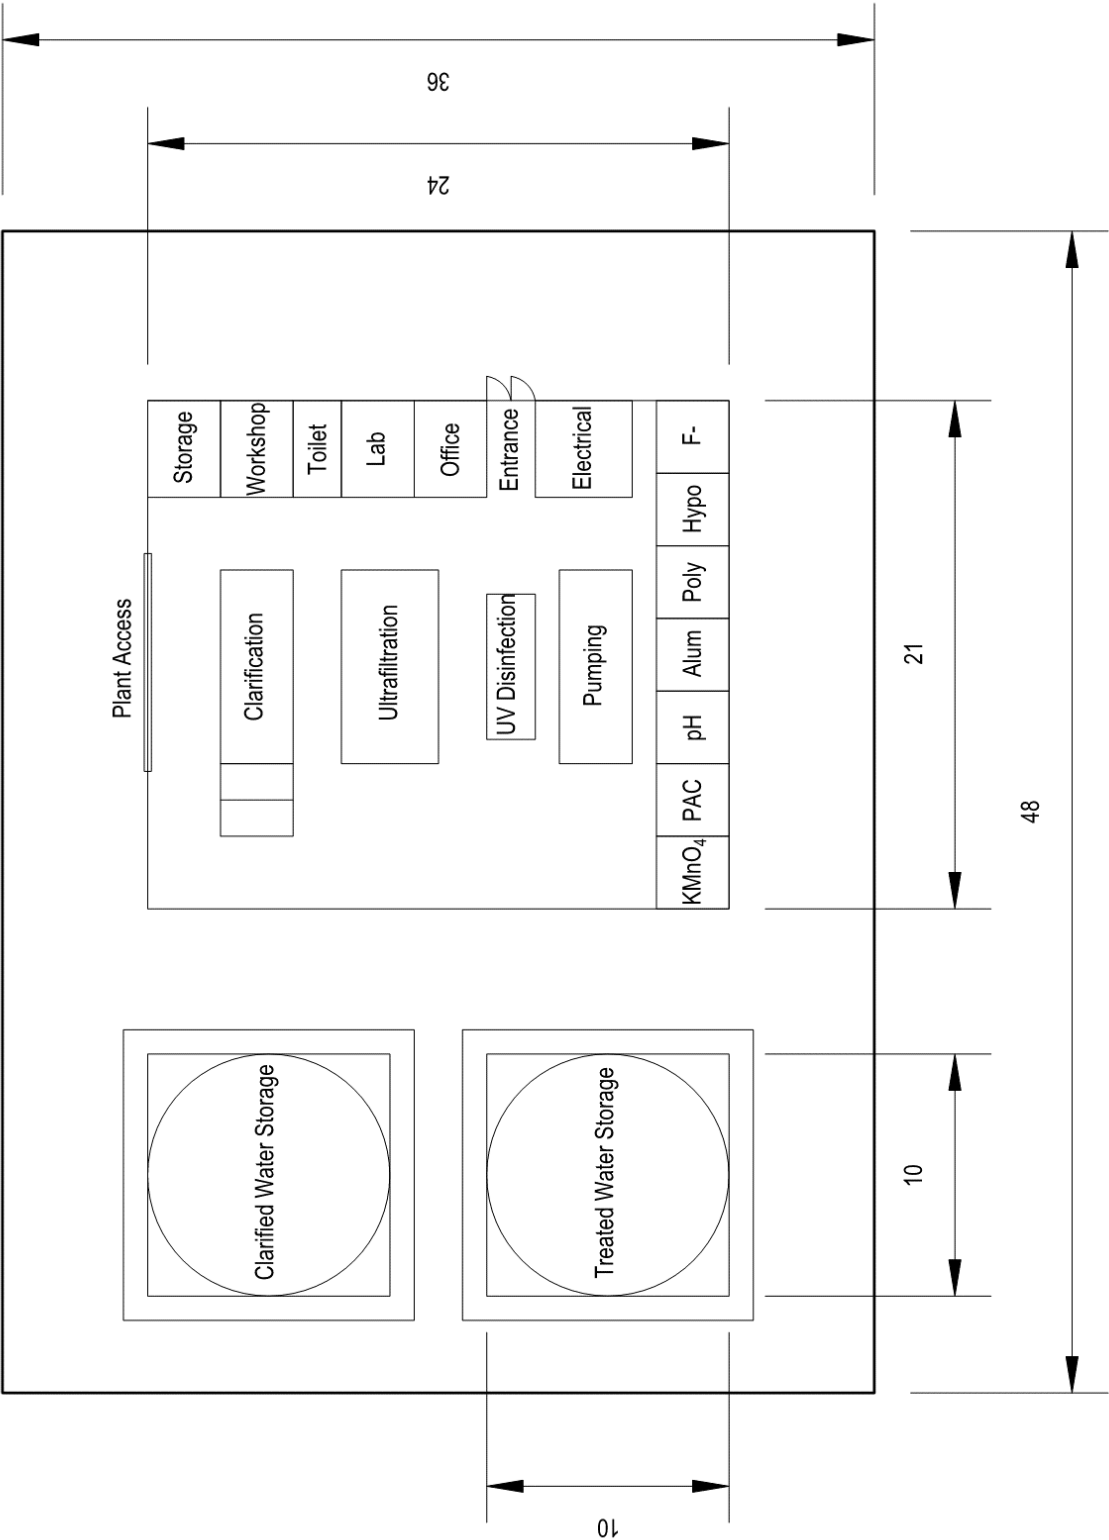 36
24
Storage
Workshop
Toilet
Lab
Office
Entrance
Electrical
F-
Hypo
Poly
Alum
pH
PAC
KMnO₄
Plant Access
Clarification
Ultrafiltration
UV Disinfection
Pumping
21
48
Clarified Water Storage
Treated Water Storage
10
10